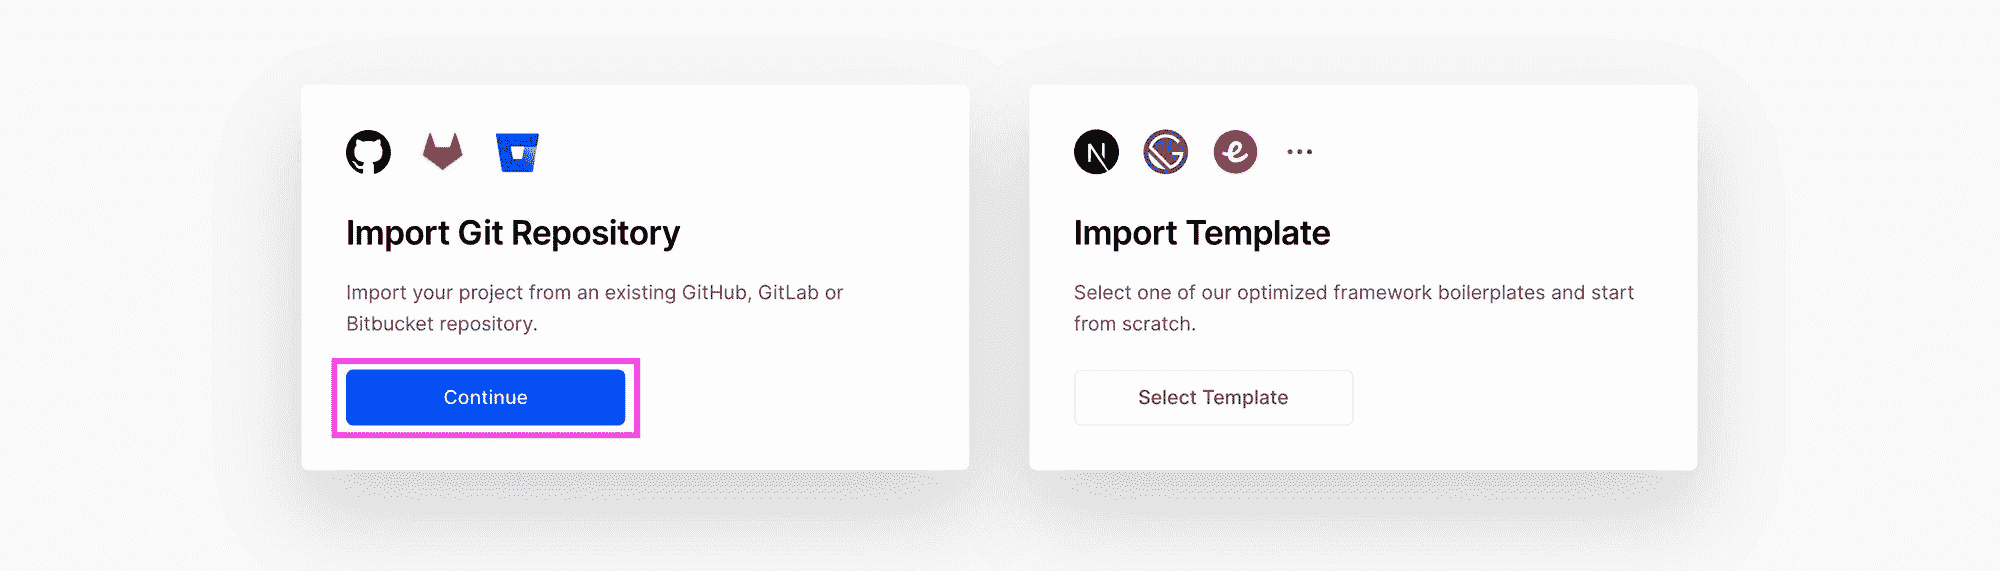 Import Git Repository
Import your project from an existing GitHub, GitLab or
Bitbucket repository.
Continue
Import Template
Select one of our optimized framework boilerplates and start
from scratch.
Select Template